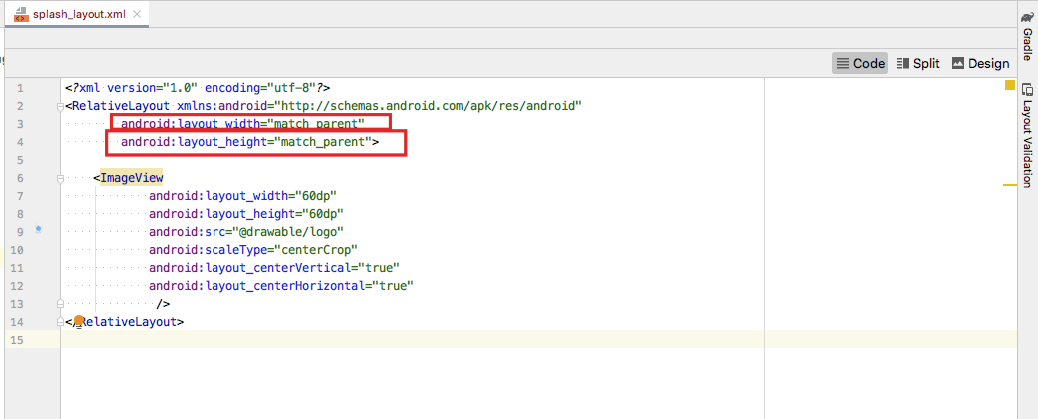 splash_layout.xml
Gradle
Code Split Design
1 <?xml version="1.0" encoding="utf-8"?>
2 <RelativeLayout xmlns:android="http://schemas.android.com/apk/res/android"
3 android:layout_width="match_parent"
4 android:layout_height="match_parent">
5
6 <ImageView
7 android:layout_width="60dp"
8 android:layout_height="60dp"
9 android:src="@drawable/logo"
10 android:scaleType="centerCrop"
11 android:layout_centerVertical="true"
12 android:layout_centerHorizontal="true"
13 />
14 </RelativeLayout>
15
Layout Validation